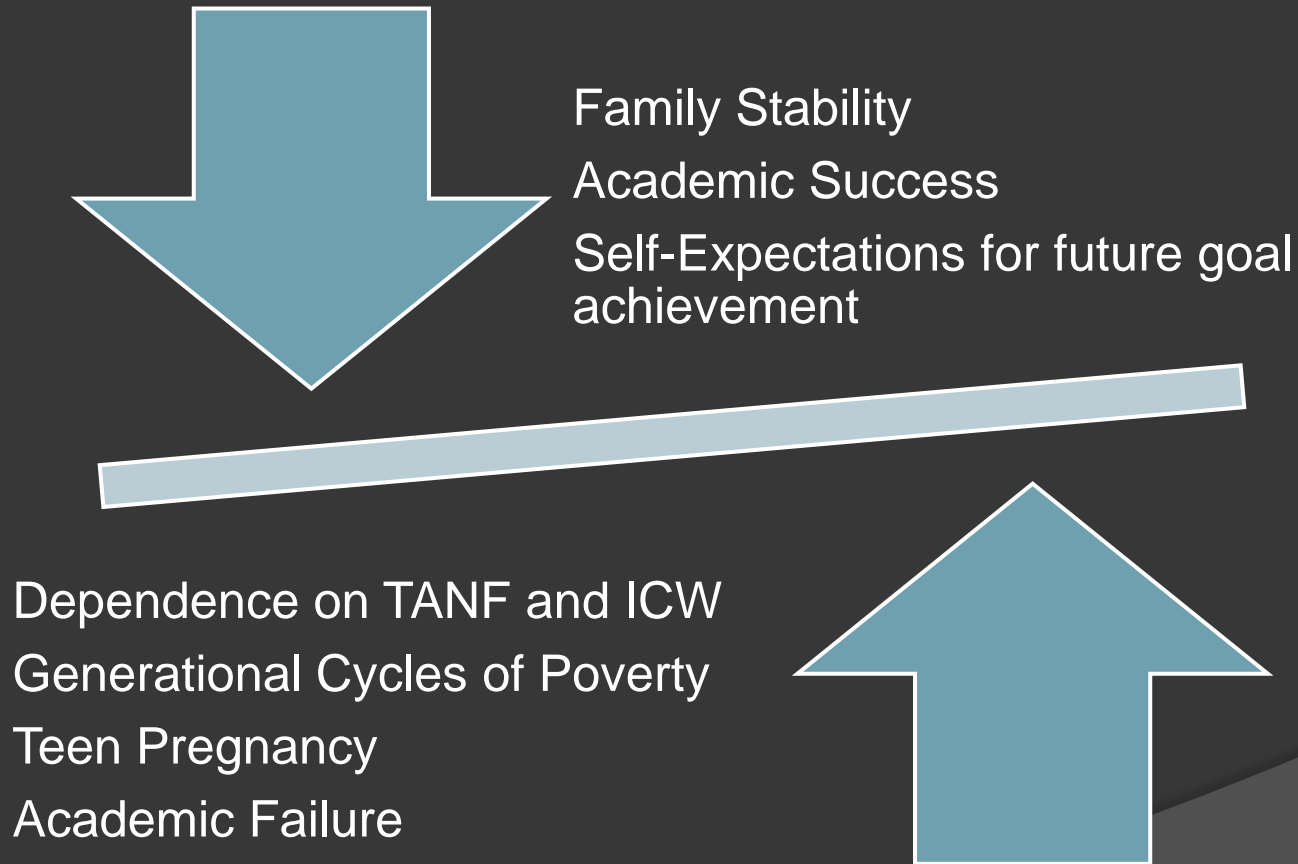 Family Stability
Academic Success
Self-Expectations for future goal
achievement
Dependence on TANF and ICW
Generational Cycles of Poverty
Teen Pregnancy
Academic Failure